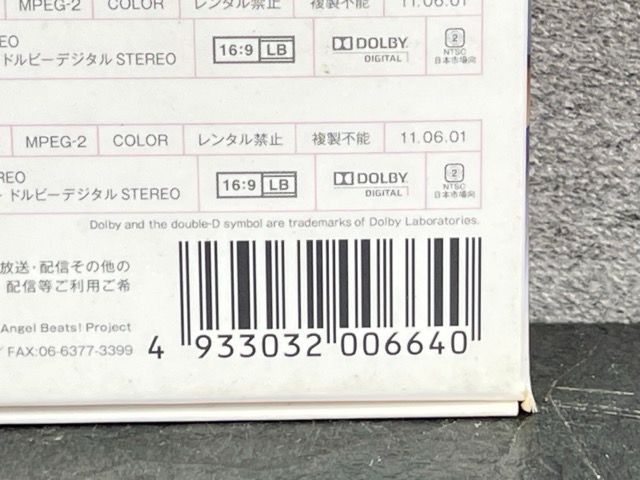 MPEG-2 COLOR レンタル禁止 複製不能 11.06.01
EO
ドルビーデジタル STEREO 16:9 LB DOLBY DIGITAL 2 NTSC 日本市場向
MPEG-2 COLOR レンタル禁止 複製不能 11.06.01
REO
・ドルビーデジタル STEREO 16:9 LB DOLBY DIGITAL 2 NTSC 日本市場向
Dolby and the double-D symbol are trademarks of Dolby Laboratories.
放送・配信その他の
配信等ご利用ご希
Angel Beats! Project
/ FAX:06-6377-3399
4 933032 006640